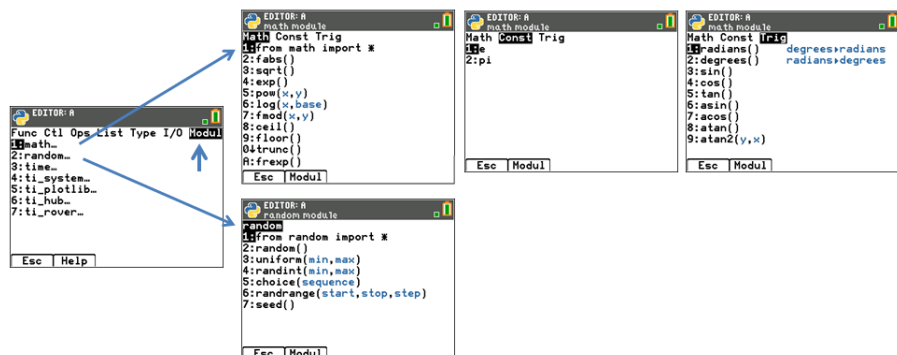 EDITOR: A
Func Ctl Ops List Type I/O Modul
1:math…
2:random…
3:time…
4:ti_system…
5:ti_plotlib…
6:ti_hub…
7:ti_rover…
Esc Help
EDITOR: A
math module
Math Const Trig
1:from math import *
2:fabs()
3:sqrt()
4:exp()
5:pow(x,y)
6:log(x,base)
7:fmod(x,y)
8:ceil()
9:floor()
0↓trunc()
A:frexp()
Esc Modul
EDITOR: A
math module
Math Const Trig
1:e
2:pi
Esc Modul
EDITOR: A
math module
Math Const Trig
1:radians() degrees▸radians
2:degrees() radians▸degrees
3:sin()
4:cos()
5:tan()
6:asin()
7:acos()
8:atan()
9:atan2(y,x)
Esc Modul
EDITOR: A
random module
random
1:from random import *
2:random()
3:uniform(min,max)
4:randint(min,max)
5:choice(sequence)
6:randrange(start,stop,step)
7:seed()
Esc Modul